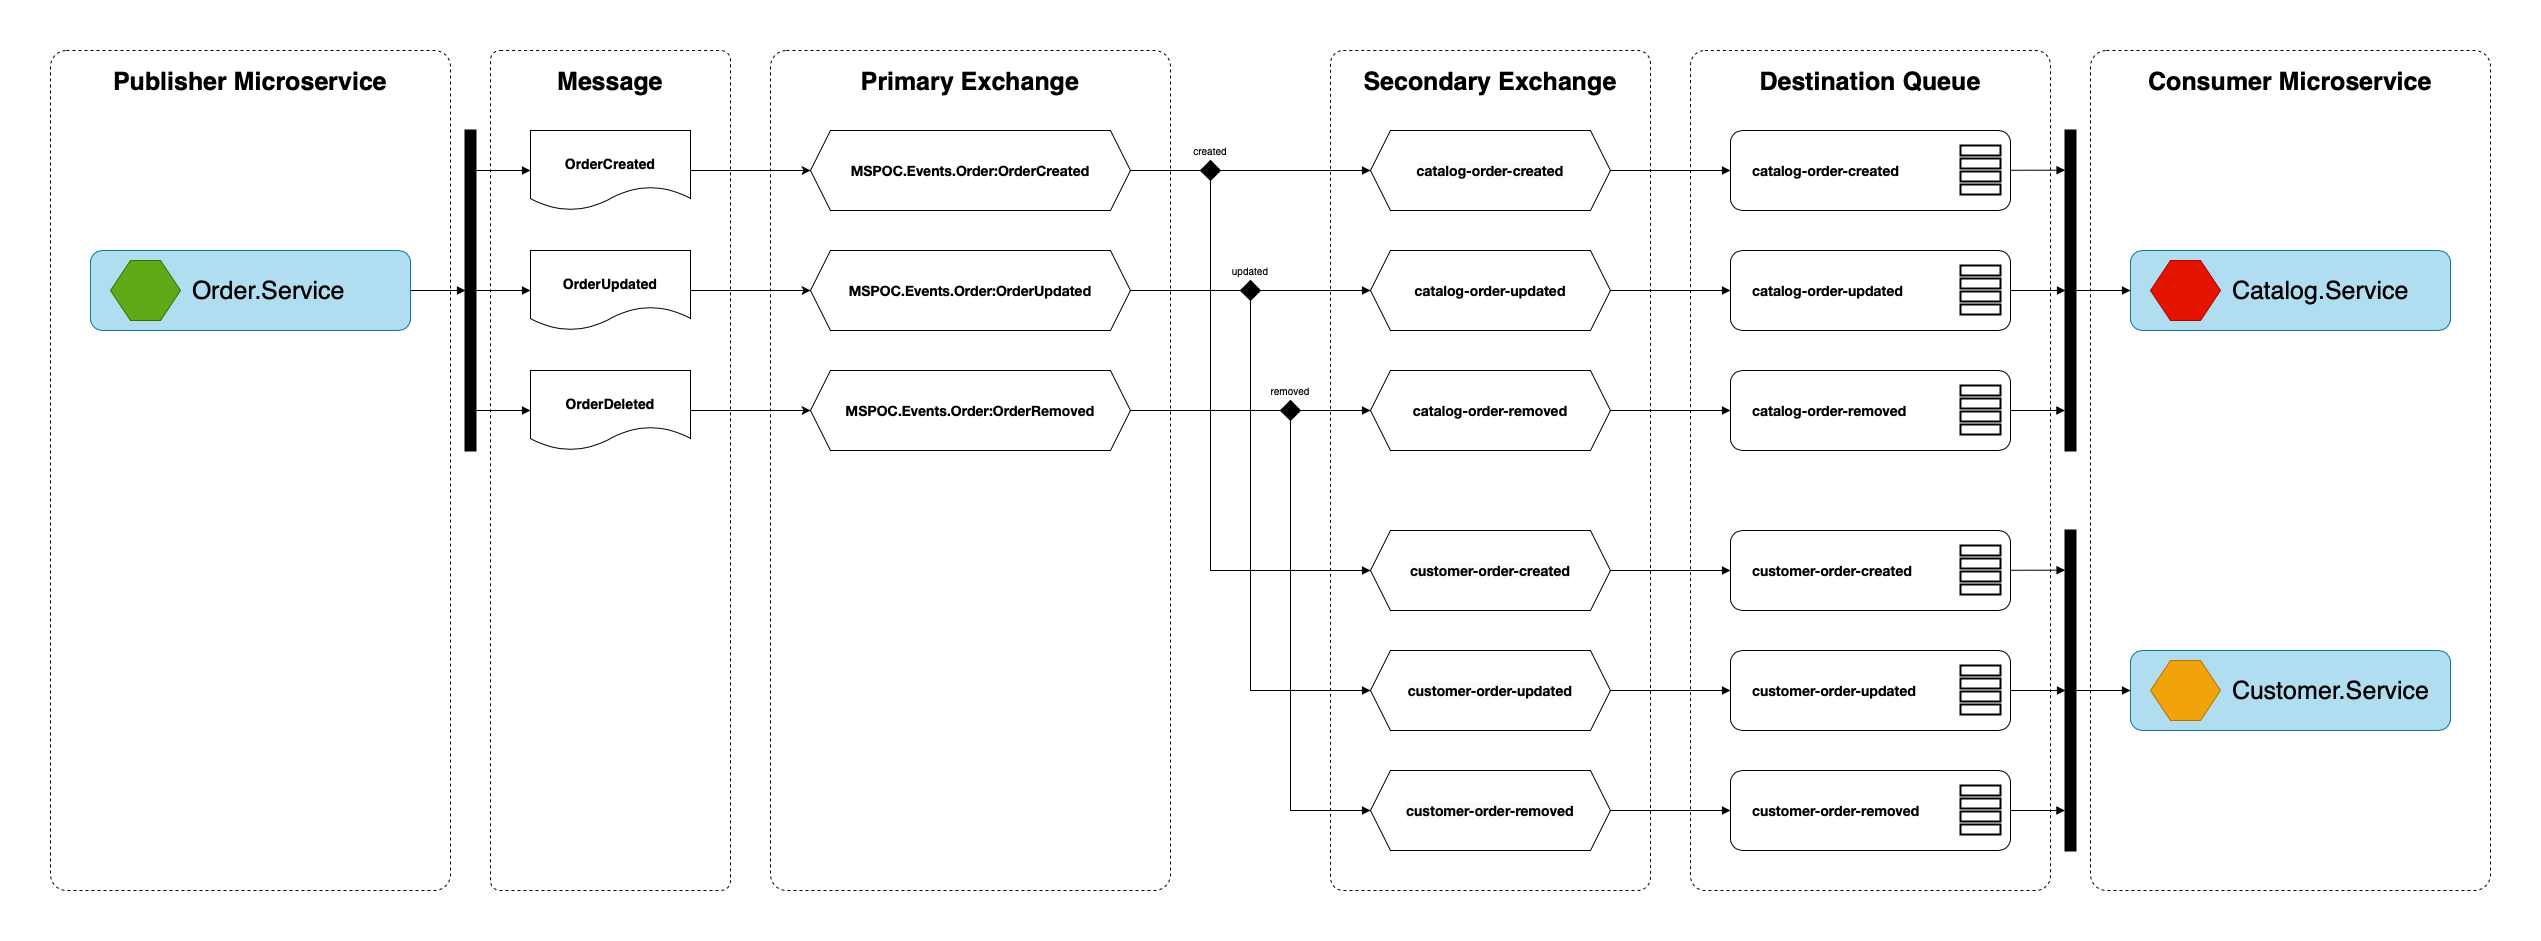 Publisher Microservice
Message
Primary Exchange
Secondary Exchange
Destination Queue
Consumer Microservice
OrderCreated
MSPOC.Events.Order:OrderCreated
created
catalog-order-created
catalog-order-created
Order.Service
OrderUpdated
MSPOC.Events.Order:OrderUpdated
updated
catalog-order-updated
catalog-order-updated
Catalog.Service
OrderDeleted
MSPOC.Events.Order:OrderRemoved
removed
catalog-order-removed
catalog-order-removed
customer-order-created
customer-order-created
customer-order-updated
customer-order-updated
Customer.Service
customer-order-removed
customer-order-removed